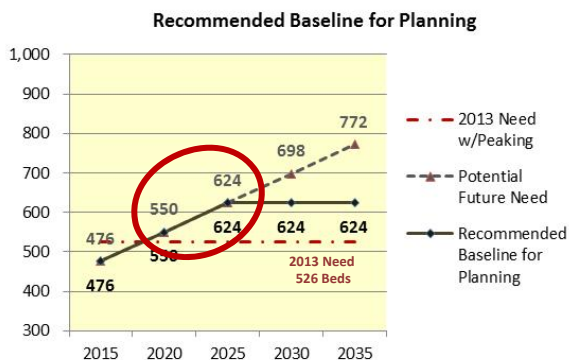 Recommended Baseline for Planning
1,000
900
800
700
600
500
400
300
772
698
624
550
476
624
624
624
550
476
2013 Need
526 Beds
2015 2020 2025 2030 2035
2013 Need
w/Peaking
Potential
Future Need
Recommended
Baseline for
Planning